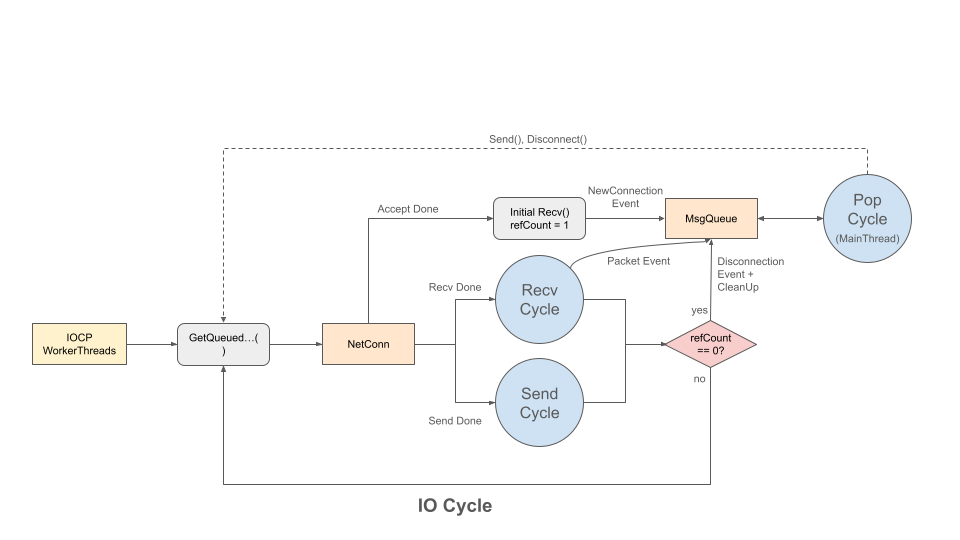 Send(), Disconnect()
NewConnection
Event
Pop
Cycle
(MainThread)
Accept Done
Initial Recv()
refCount = 1
MsgQueue
Packet Event
Disconnection
Event +
CleanUp
Recv Done
Recv
Cycle
yes
IOCP
WorkerThreads
GetQueued...(
)
NetConn
refCount
== 0?
no
Send
Cycle
Send Done
IO Cycle